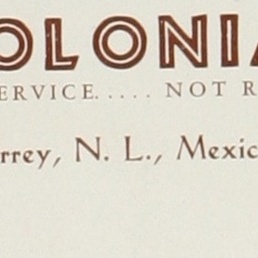 OLONIA
ERVICE..... NOT R
rrey, N. L., Mexic